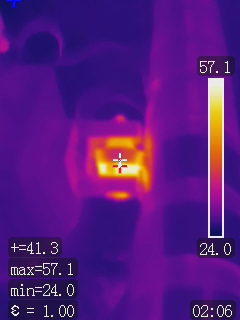 57.1
24.0
+=41.3
max=57.1
min=24.0
ε = 1.00
02:06